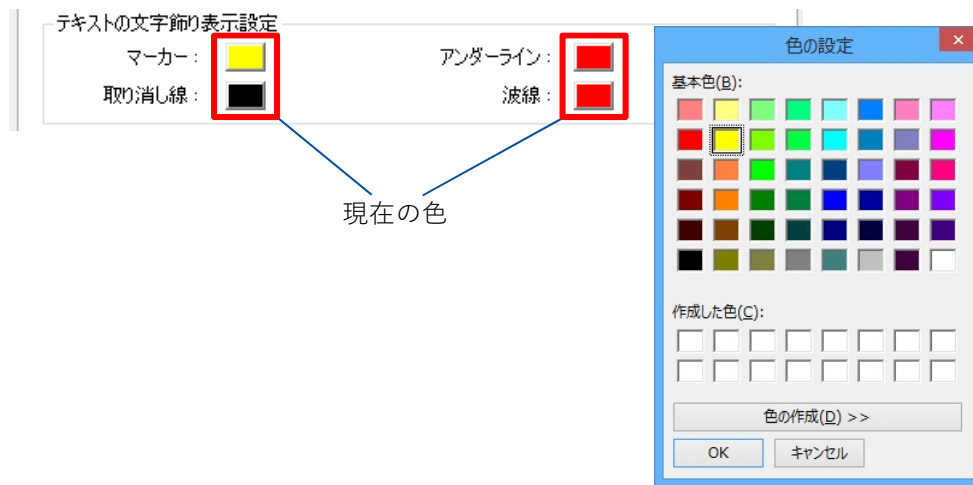 テキストの文字飾り表示設定
マーカー：
アンダーライン：
取り消し線：
波線：
現在の色
色の設定
×
基本色(B):
作成した色(C):
色の作成(D) >>
OK
キャンセル